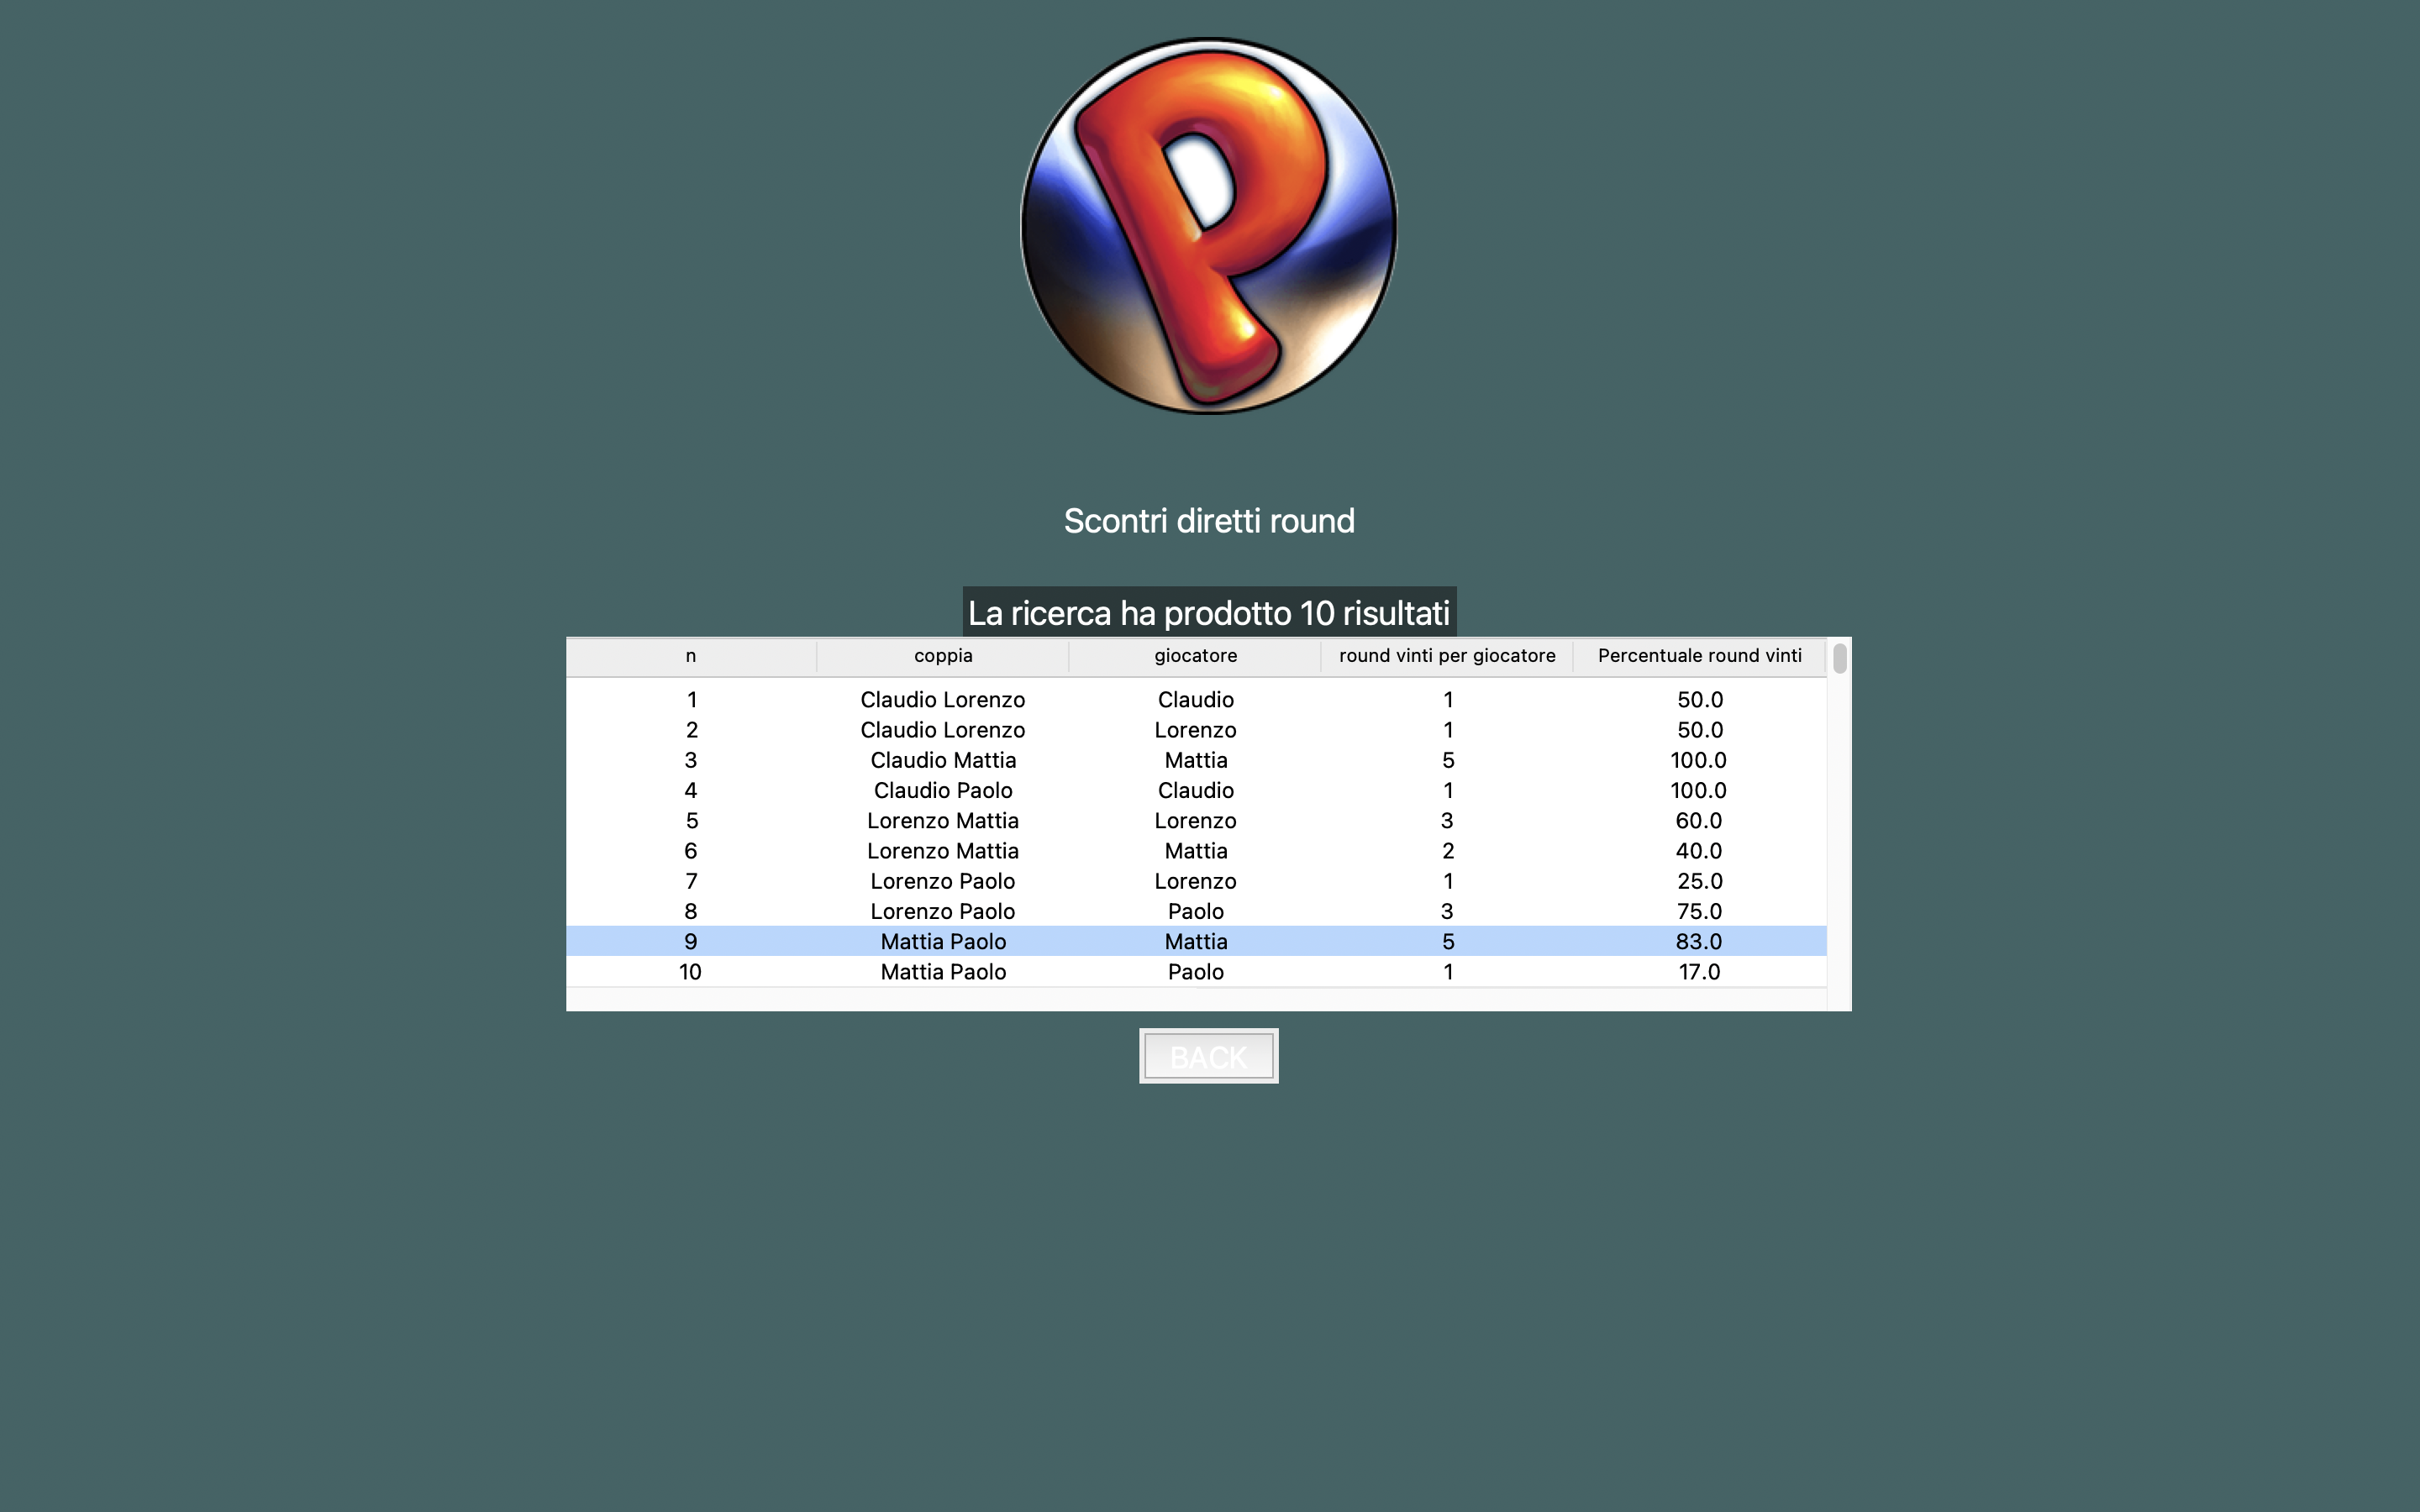 P
Scontri diretti round
La ricerca ha prodotto 10 risultati
n coppia giocatore round vinti per giocatore Percentuale round vinti
1 Claudio Lorenzo Claudio 1 50.0
2 Claudio Lorenzo Lorenzo 1 50.0
3 Claudio Mattia Mattia 5 100.0
4 Claudio Paolo Claudio 1 100.0
5 Lorenzo Mattia Lorenzo 3 60.0
6 Lorenzo Mattia Mattia 2 40.0
7 Lorenzo Paolo Lorenzo 1 25.0
8 Lorenzo Paolo Paolo 3 75.0
9 Mattia Paolo Mattia 5 83.0
10 Mattia Paolo Paolo 1 17.0
BACK